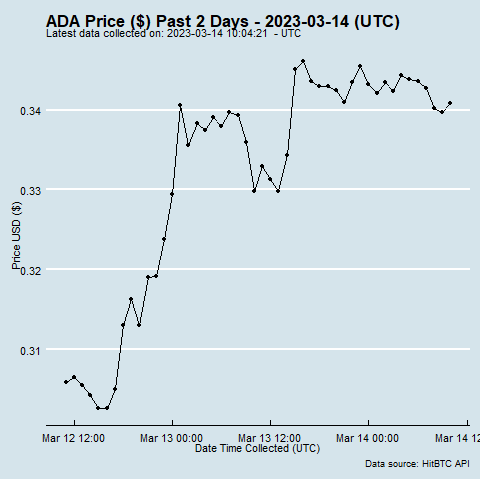 ADA Price ($) Past 2 Days - 2023-03-14 (UTC)
Latest data collected on: 2023-03-14 10:04:21 - UTC
Price USD ($)
0.34
0.33
0.32
0.31
Mar 12 12:00 Mar 13 00:00 Mar 13 12:00 Mar 14 00:00 Mar 14 12
Date Time Collected (UTC)
Data source: HitBTC API